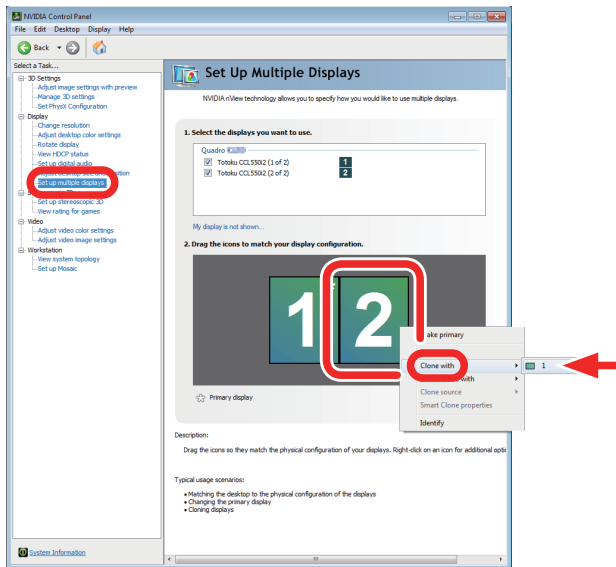 NVIDIA Control Panel
File Edit Desktop Display Help
Back
Select a Task...
3D Settings
Adjust image settings with preview
Manage 3D settings
Set PhysX Configuration
Display
Change resolution
Adjust desktop color settings
Rotate display
View HDCP status
Set up digital audio
Set up multiple displays
Set up stereoscopic 3D
View rating for games
Video
Adjust video color settings
Adjust video image settings
Workstation
View system topology
Set up Mosaic
System Information
Set Up Multiple Displays
NVIDIA nView technology allows you to specify how you would like to use multiple displays.
1. Select the displays you want to use.
Quadro
Totoku CCL550i2 (1 of 2) 1
Totoku CCL550i2 (2 of 2) 2
My display is not shown...
2. Drag the icons to match your display configuration.
1 2
ake primary
Clone with 1
with
Clone source
Smart Clone properties
Identify
Primary display
Description:
Drag the icons so they match the physical configuration of your displays. Right-click on an icon for additional optic
Typical usage scenarios:
• Matching the desktop to the physical configuration of the displays
• Changing the primary display
• Cloning displays